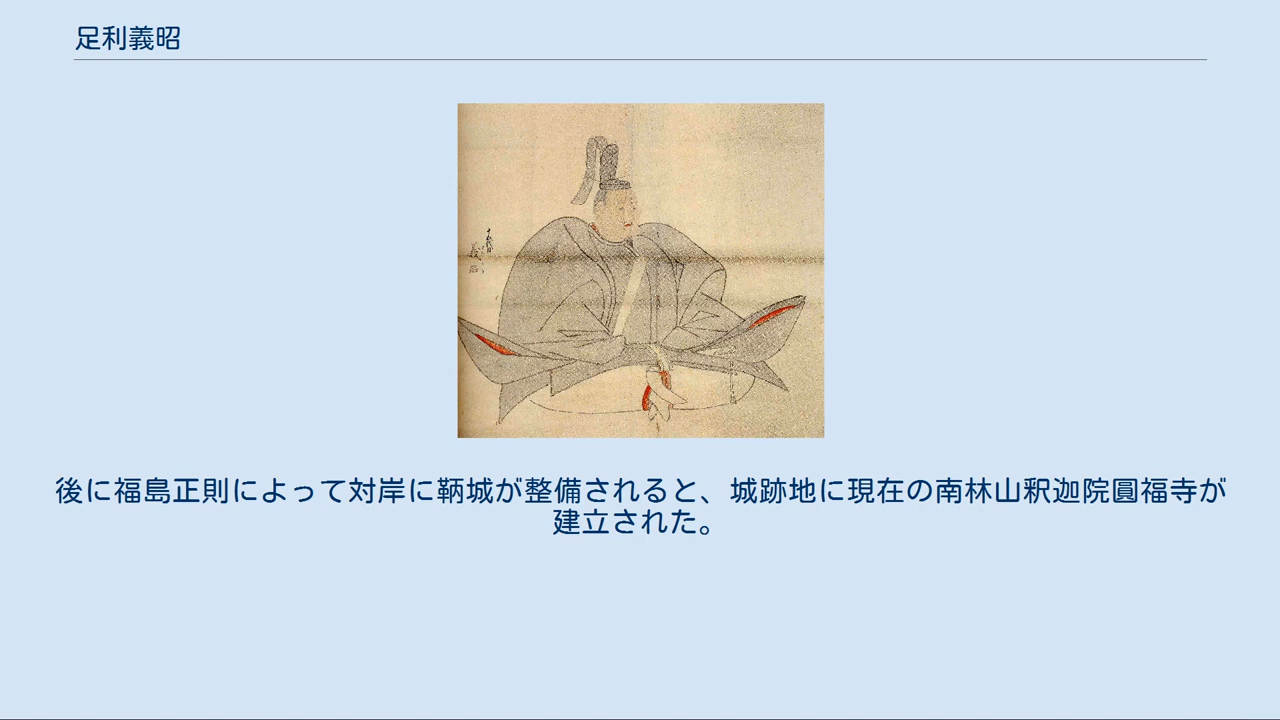 足利義昭
後に福島正則によって対岸に鞆城が整備されると、城跡地に現在の南林山釈迦院圓福寺が
建立された。